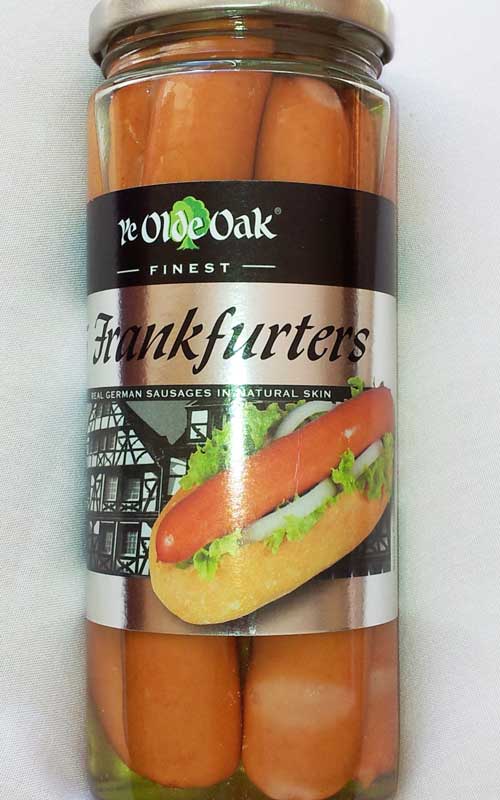 Ye Olde Oak®
FINEST
Frankfurters
REAL GERMAN SAUSAGES IN NATURAL SKIN